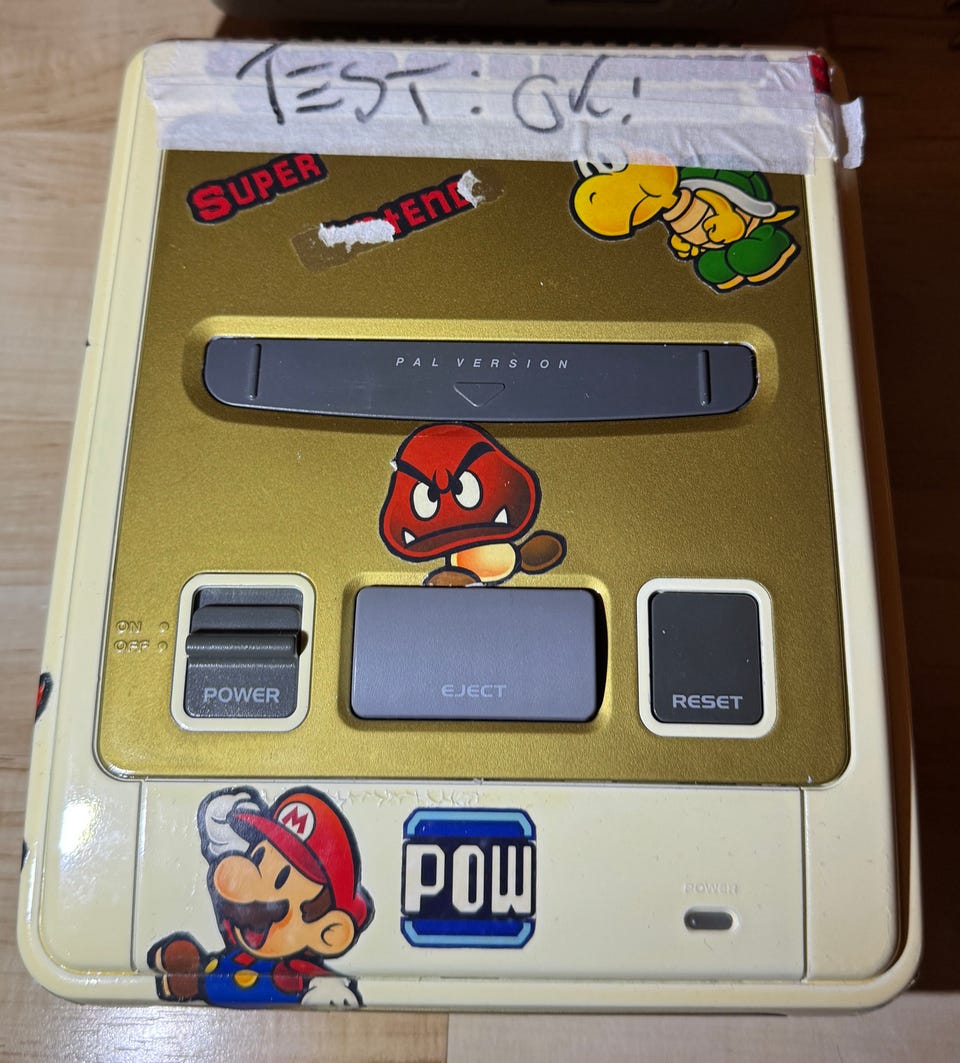 TEST: OK!
SUPER
PAL VERSION
ON
OFF
POWER
EJECT
RESET
M
POW
POWER